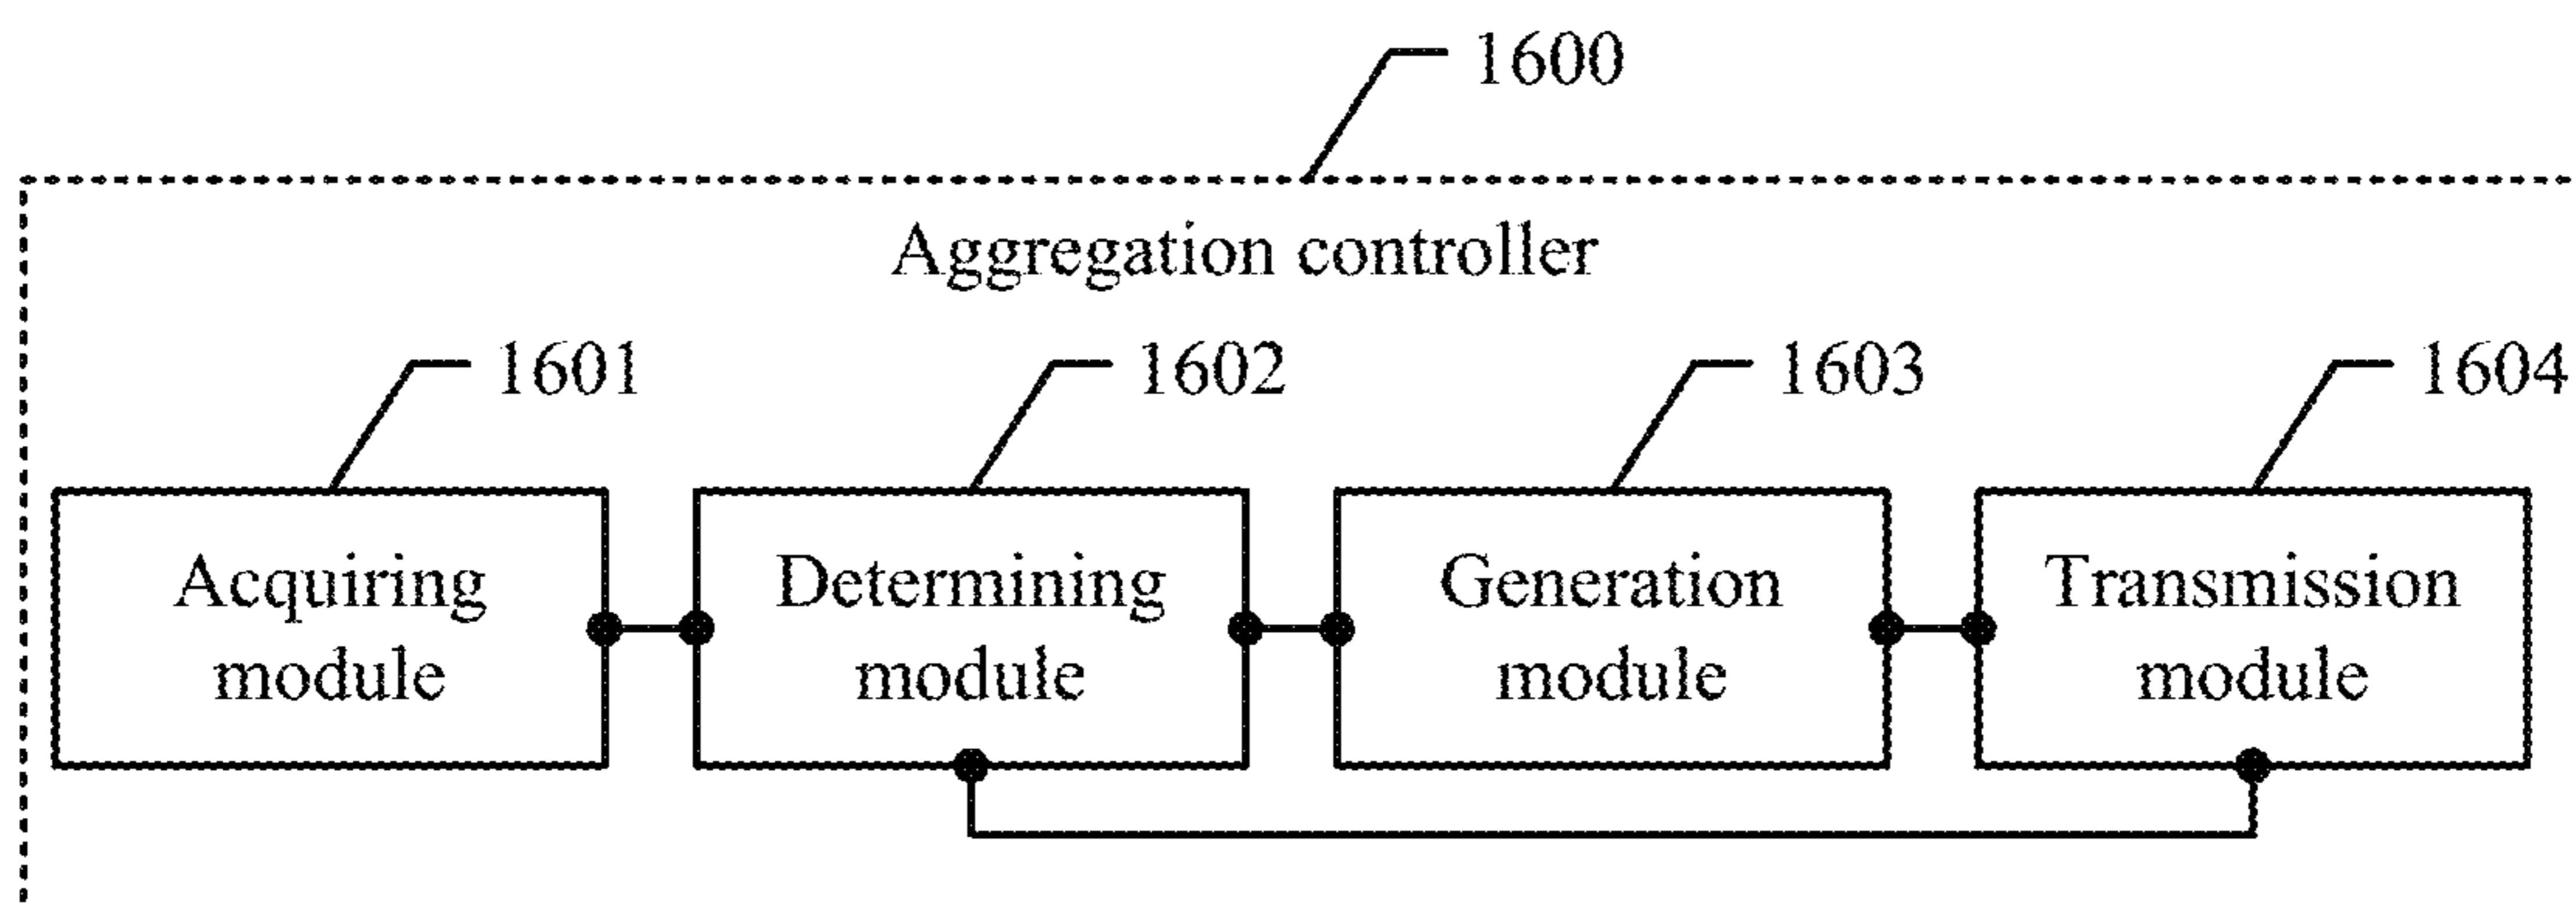 1600
Aggregation controller
1601
1602
1603
1604
Acquiring
module
Determining
module
Generation
module
Transmission
module